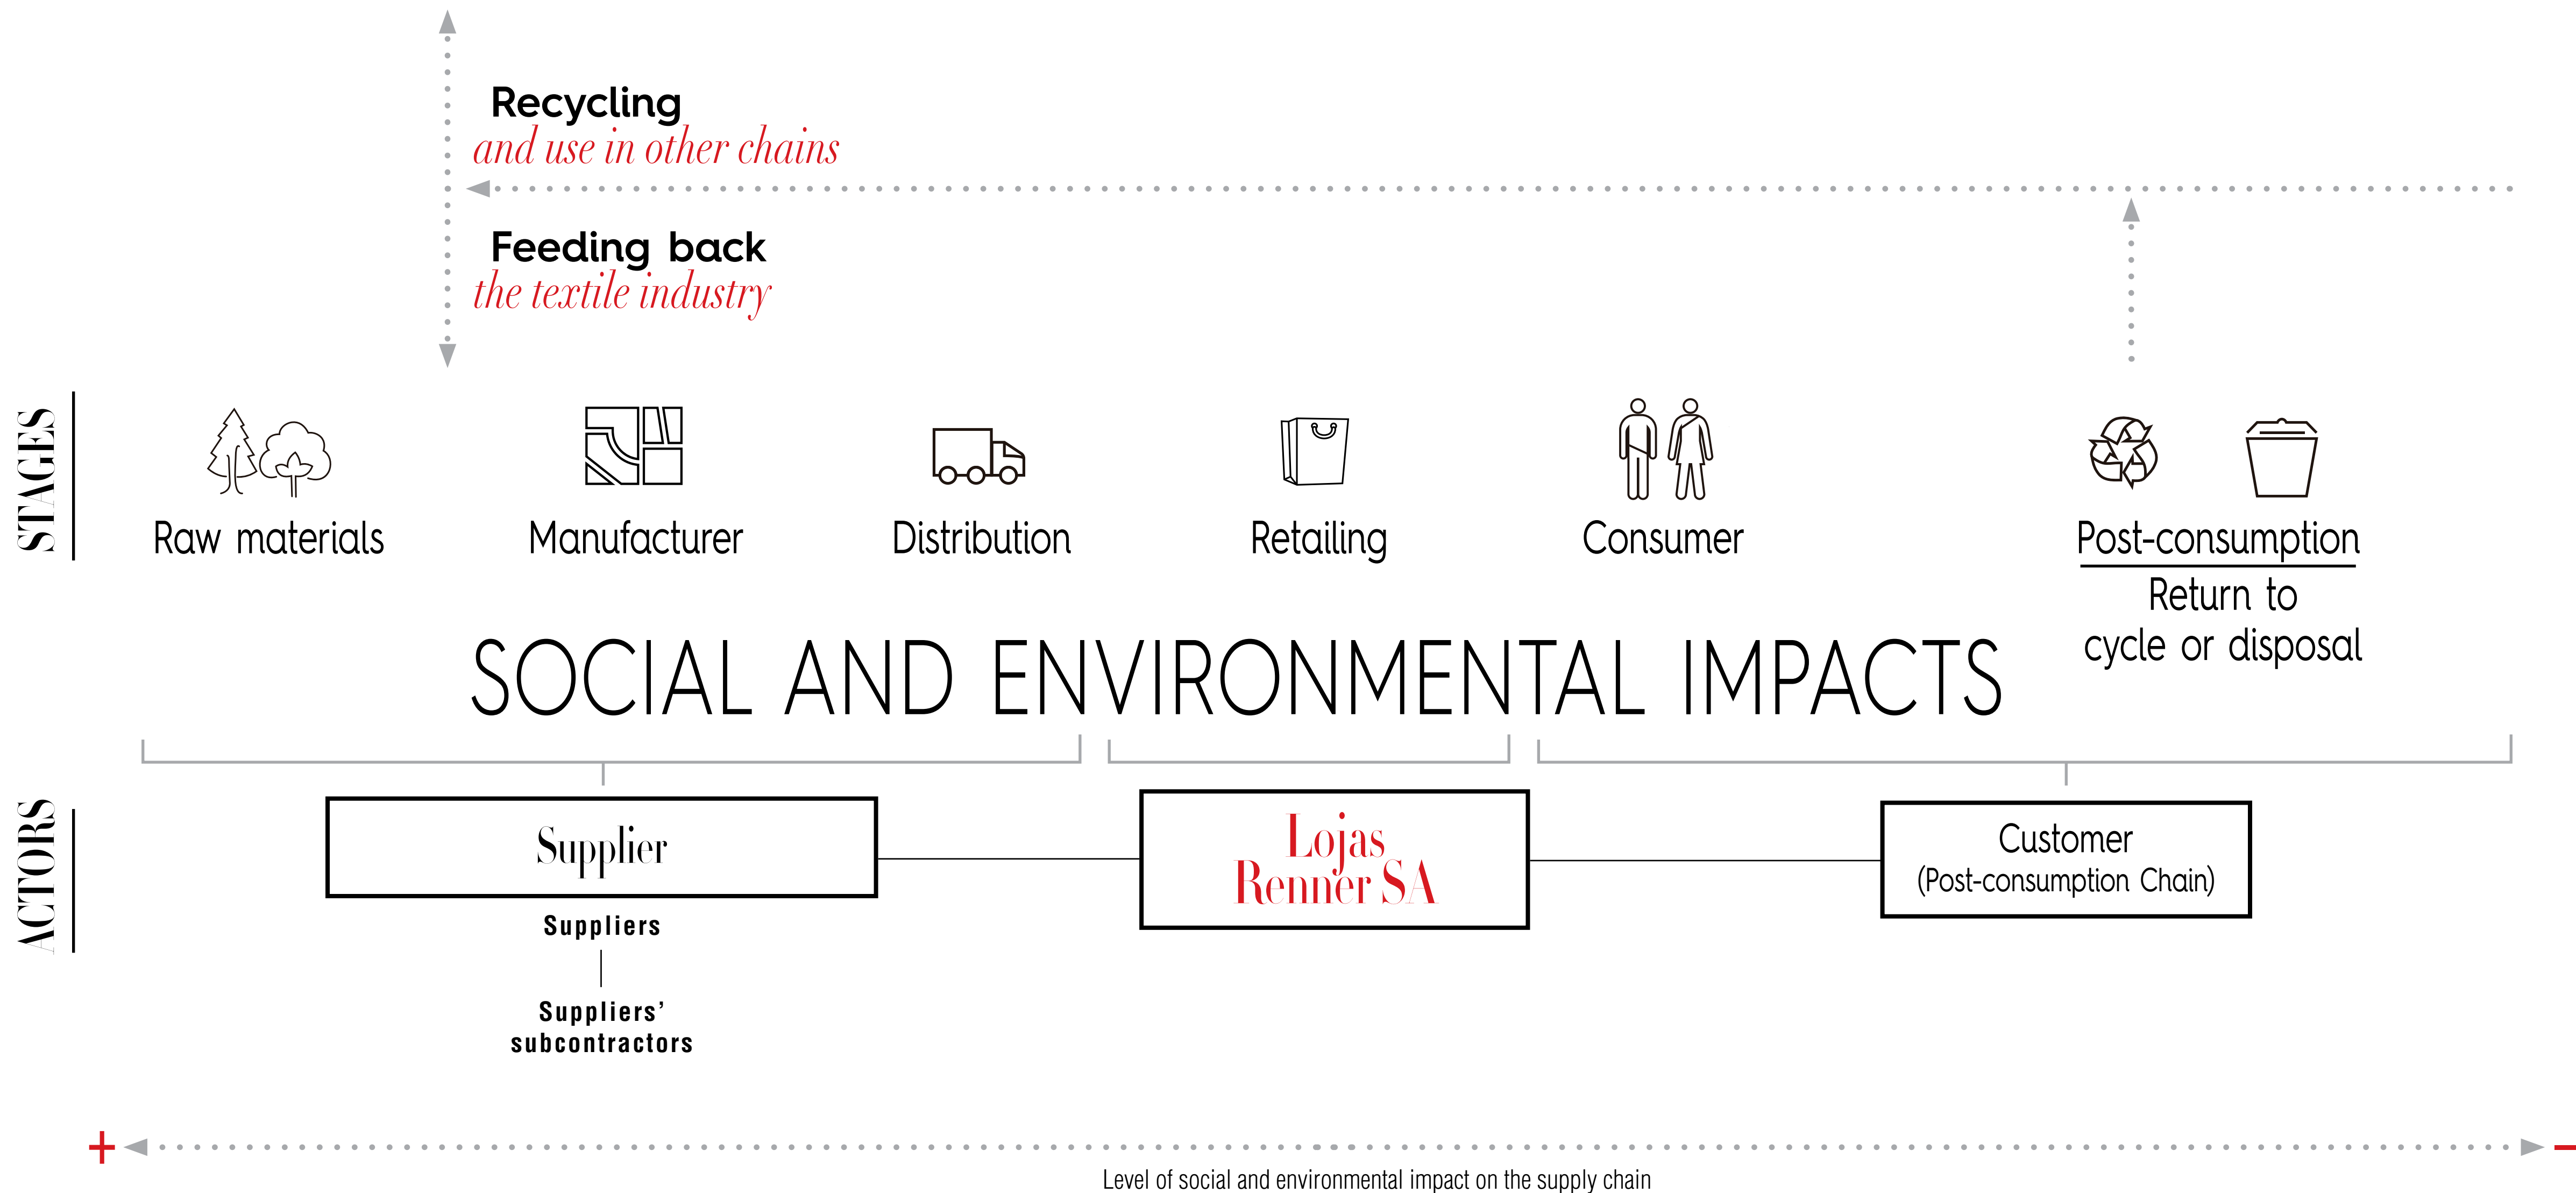 Recycling
and use in other chains
Feeding back
the textile industry
STAGES
Raw materials
Manufacturer
Distribution
Retailing
Consumer
Post-consumption
Return to
cycle or disposal
SOCIAL AND ENVIRONMENTAL IMPACTS
ACTORS
Supplier
Suppliers
Suppliers’
subcontractors
Lojas
Renner SA
Customer
(Post-consumption Chain)
+
–
Level of social and environmental impact on the supply chain